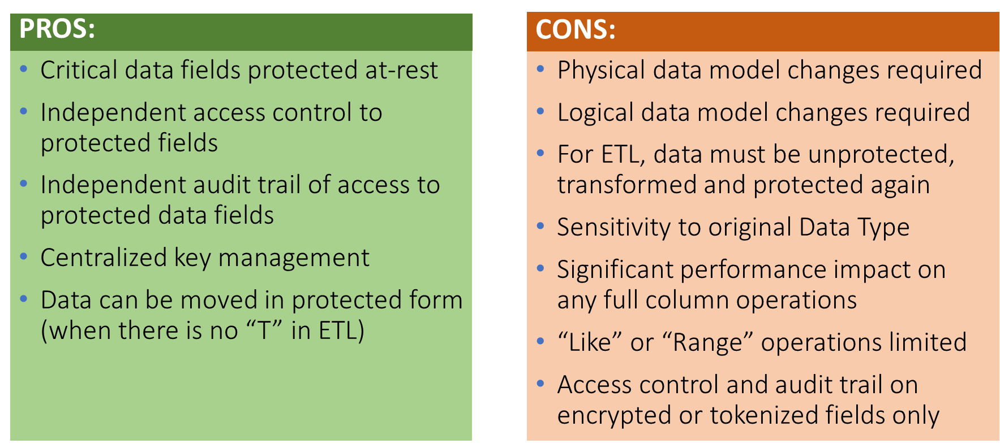 PROS:
• Critical data fields protected at-rest
• Independent access control to
protected fields
• Independent audit trail of access to
protected data fields
• Centralized key management
• Data can be moved in protected form
(when there is no “T” in ETL)
CONS:
• Physical data model changes required
• Logical data model changes required
• For ETL, data must be unprotected,
transformed and protected again
• Sensitivity to original Data Type
• Significant performance impact on
any full column operations
• “Like” or “Range” operations limited
• Access control and audit trail on
encrypted or tokenized fields only